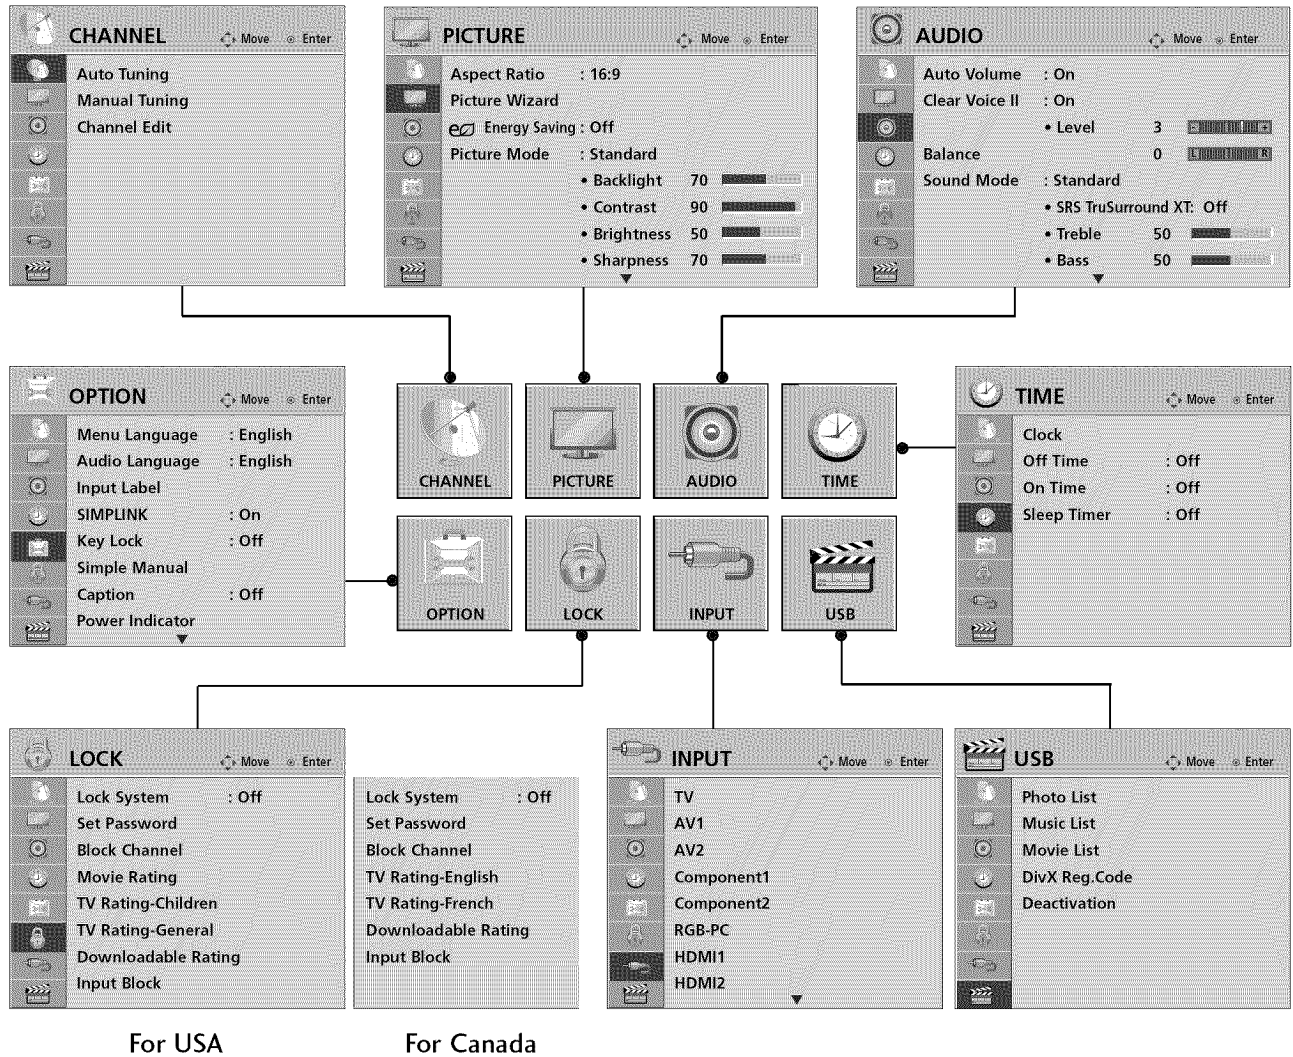 CHANNEL
Move Enter
Auto Tuning
Manual Tuning
Channel Edit
PICTURE
Move Enter
Aspect Ratio : 16:9
Picture Wizard
Energy Saving : Off
Picture Mode : Standard
• Backlight 70
• Contrast 90
• Brightness 50
• Sharpness 70
AUDIO
Move Enter
Auto Volume : On
Clear Voice II : On
• Level 3 - +
Balance 0 L R
Sound Mode : Standard
• SRS TruSurround XT: Off
• Treble 50
• Bass 50
OPTION
Move Enter
Menu Language : English
Audio Language : English
Input Label
SIMPLINK : On
Key Lock : Off
Simple Manual
Caption : Off
Power Indicator
CHANNEL
PICTURE
AUDIO
TIME
OPTION
LOCK
INPUT
USB
TIME
Move Enter
Clock
Off Time : Off
On Time : Off
Sleep Timer : Off
LOCK
Move Enter
Lock System : Off
Set Password
Block Channel
Movie Rating
TV Rating-Children
TV Rating-General
Downloadable Rating
Input Block
For USA
Lock System : Off
Set Password
Block Channel
TV Rating-English
TV Rating-French
Downloadable Rating
Input Block
For Canada
INPUT
Move Enter
TV
AV1
AV2
Component1
Component2
RGB-PC
HDMI1
HDMI2
USB
Move Enter
Photo List
Music List
Movie List
DivX Reg.Code
Deactivation